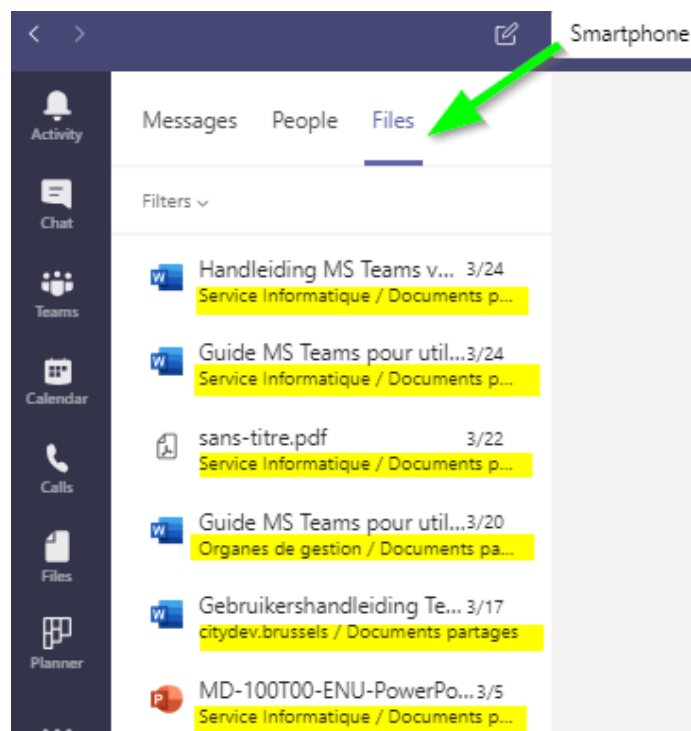 Smartphone
Activity
Chat
Teams
Calendar
Calls
Files
Planner
Messages People Files
Filters
Handleiding MS Teams v... 3/24
Service Informatique / Documents p...
Guide MS Teams pour util...3/24
Service Informatique / Documents p...
sans-titre.pdf 3/22
Service Informatique / Documents p...
Guide MS Teams pour util...3/20
Organes de gestion / Documents pa...
Gebruikershandleiding Te... 3/17
citydev.brussels / Documents partages
MD-100T00-ENU-PowerPo... 3/5
Service Informatique / Documents p...